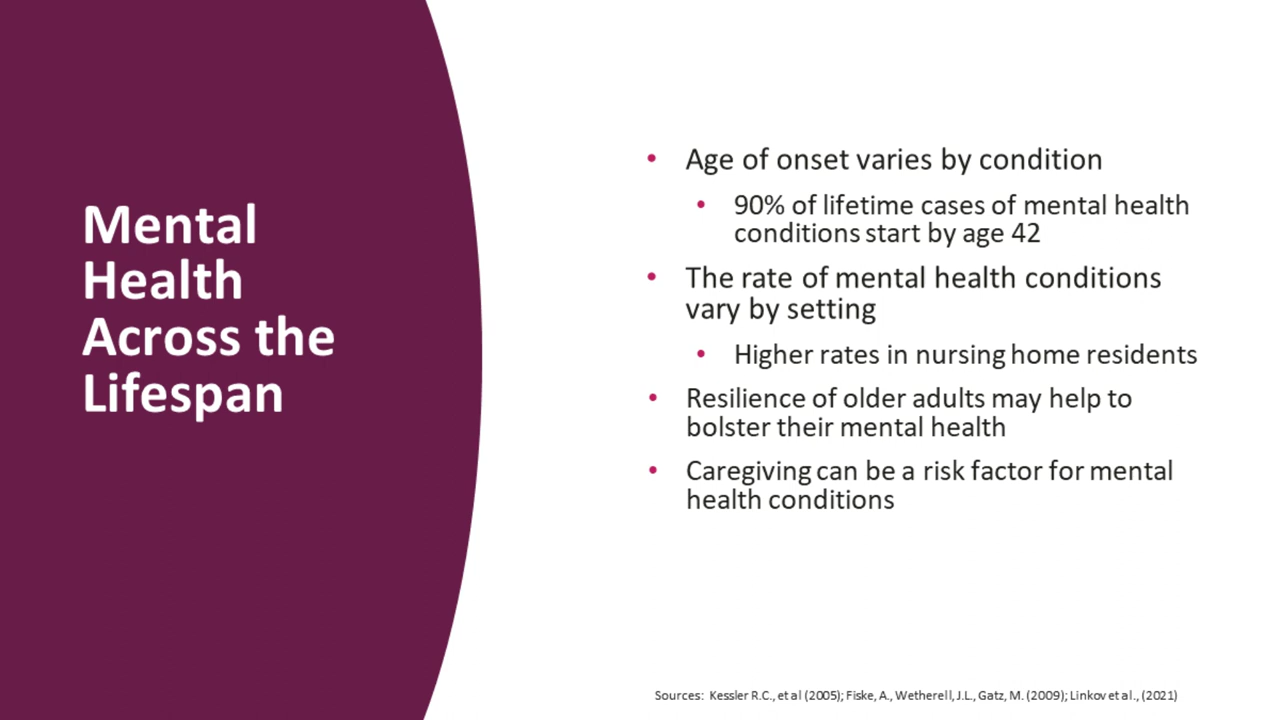 Mental
Health
Across the
Lifespan
• Age of onset varies by condition
• 90% of lifetime cases of mental health
conditions start by age 42
• The rate of mental health conditions
vary by setting
• Higher rates in nursing home residents
• Resilience of older adults may help to
bolster their mental health
• Caregiving can be a risk factor for mental
health conditions
Sources: Kessler R.C., et al (2005); Fiske, A., Wetherell, J.L., Gatz, M. (2009); Linkov et al., (2021)